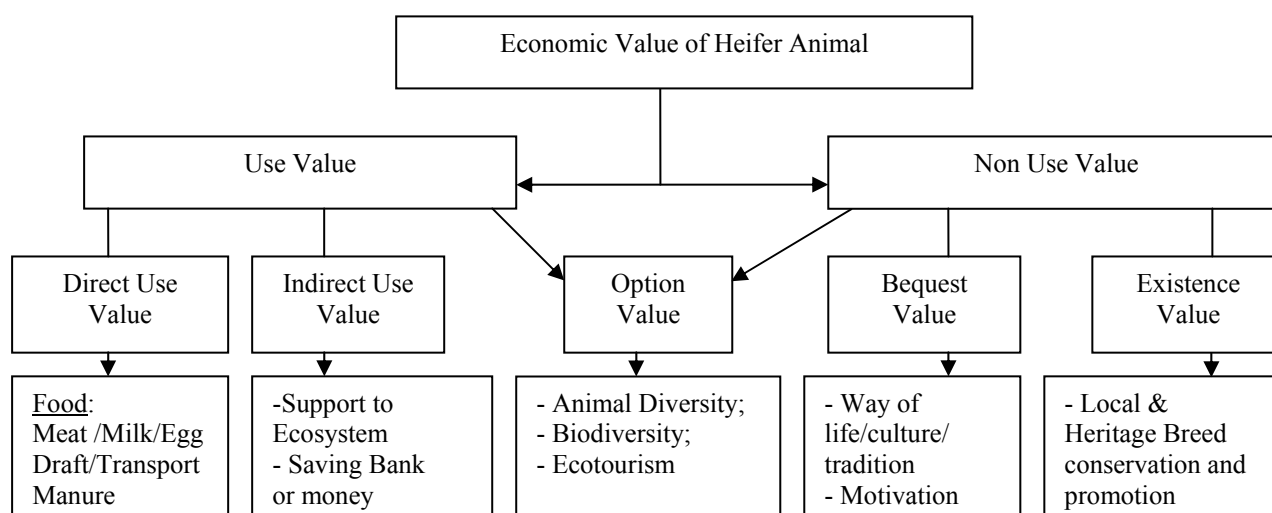 Economic Value of Heifer Animal
Use Value
Non Use Value
Direct Use
Value
Indirect Use
Value
Option
Value
Bequest
Value
Existence
Value
Food:
Meat /Milk/Egg
Draft/Transport
Manure
-Support to
Ecosystem
- Saving Bank
or money
- Animal Diversity;
- Biodiversity;
- Ecotourism
- Way of
life/culture/
tradition
- Motivation
- Local &
Heritage Breed
conservation and
promotion